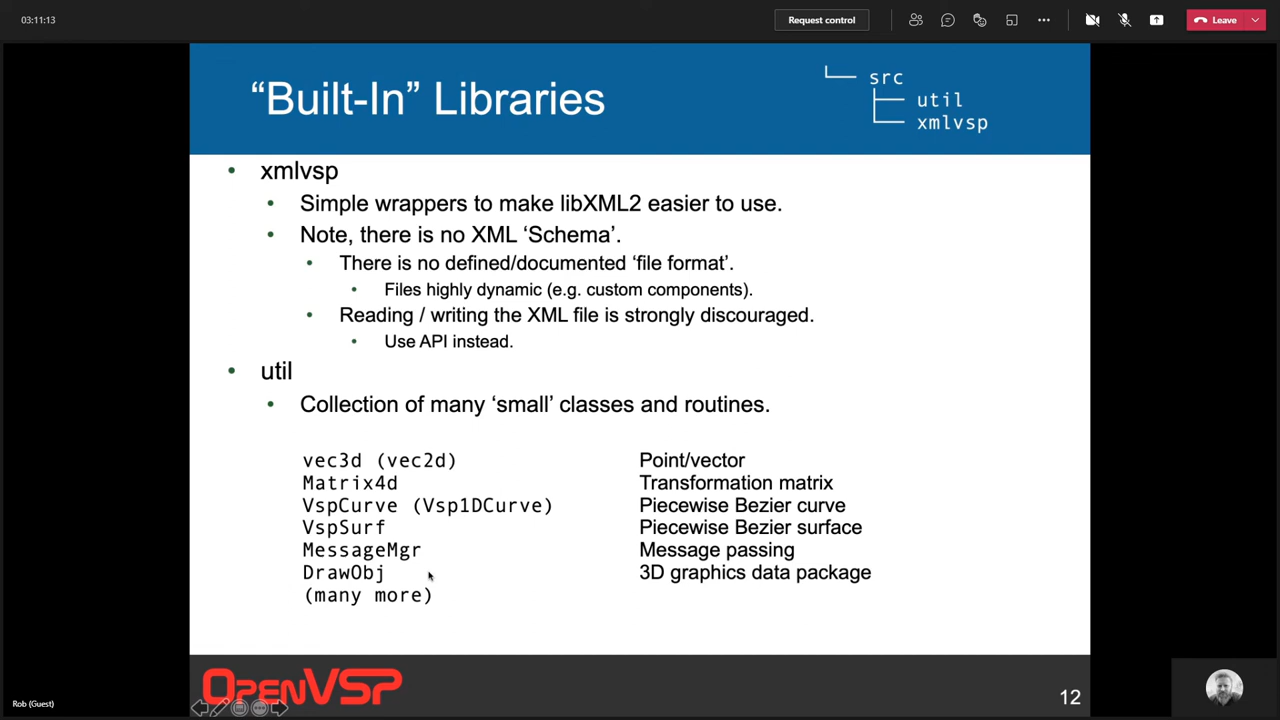 03:11:13
Request control
Leave
“Built-In” Libraries
src
util
xmlvsp
• xmlvsp
• Simple wrappers to make libXML2 easier to use.
• Note, there is no XML ‘Schema’.
• There is no defined/documented ‘file format’.
• Files highly dynamic (e.g. custom components).
• Reading / writing the XML file is strongly discouraged.
• Use API instead.
• util
• Collection of many ‘small’ classes and routines.
vec3d (vec2d) Point/vector
Matrix4d Transformation matrix
VspCurve (Vsp1DCurve) Piecewise Bezier curve
VspSurf Piecewise Bezier surface
MessageMgr Message passing
DrawObj 3D graphics data package
(many more)
OpenVSP
12
Rob (Guest)